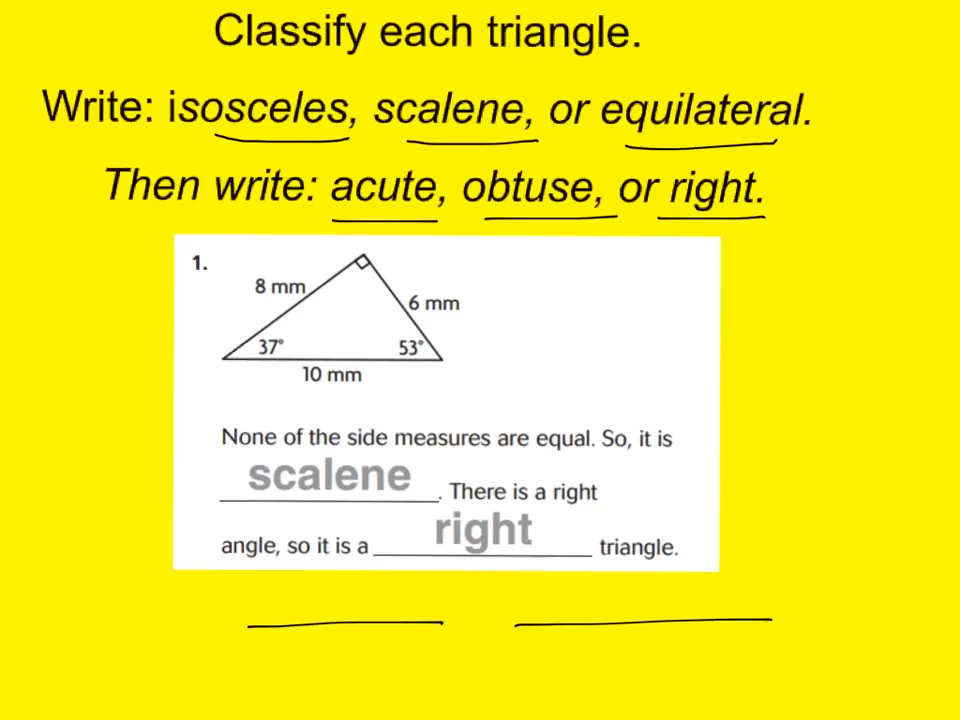 Classify each triangle.
Write: isosceles, scalene, or equilateral.
Then write: acute, obtuse, or right.
1.
8 mm
6 mm
37°
53°
10 mm
None of the side measures are equal. So, it is
scalene. There is a right
angle, so it is a right triangle.